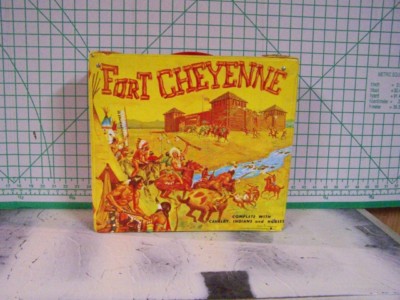 FORT CHEYENNE
COMPLETE WITH
CAVALRY, INDIANS and HORSES